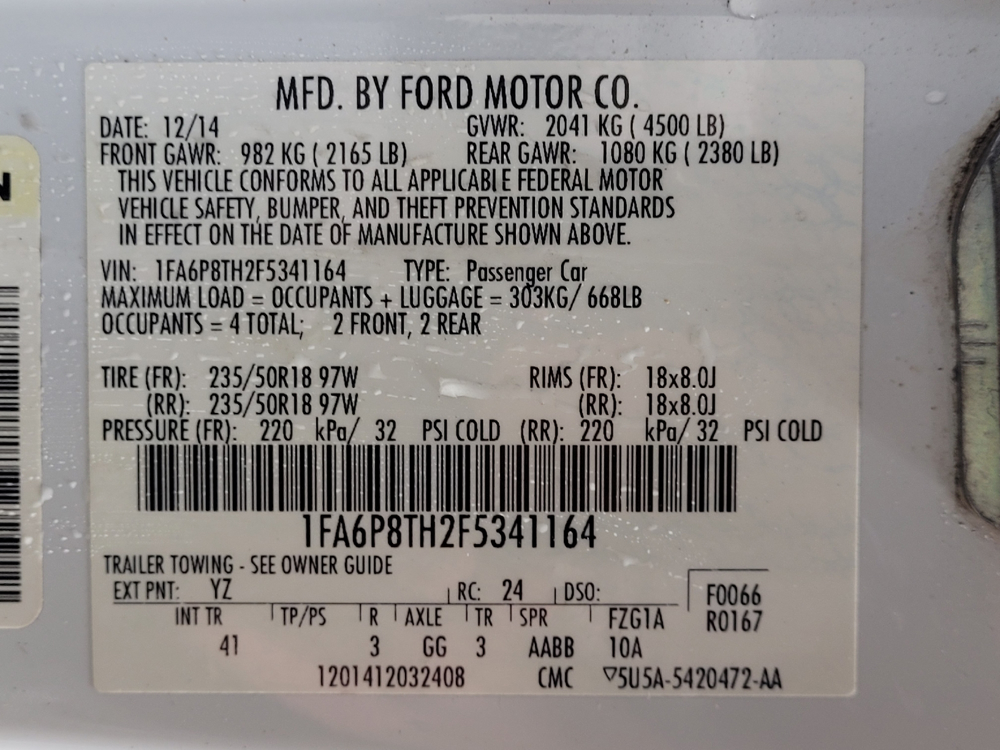 MFD. BY FORD MOTOR CO.
DATE: 12/14 GVWR: 2041 KG ( 4500 LB)
FRONT GAWR: 982 KG ( 2165 LB) REAR GAWR: 1080 KG ( 2380 LB)
THIS VEHICLE CONFORMS TO ALL APPLICABLE FEDERAL MOTOR
VEHICLE SAFETY, BUMPER, AND THEFT PREVENTION STANDARDS
IN EFFECT ON THE DATE OF MANUFACTURE SHOWN ABOVE.
VIN: 1FA6P8TH2F5341164 TYPE: Passenger Car
MAXIMUM LOAD = OCCUPANTS + LUGGAGE = 303KG/ 668LB
OCCUPANTS = 4 TOTAL; 2 FRONT, 2 REAR
TIRE (FR): 235/50R18 97W RIMS (FR): 18x8.0J
(RR): 235/50R18 97W (RR): 18x8.0J
PRESSURE (FR): 220 kPa/ 32 PSI COLD (RR): 220 kPa/ 32 PSI COLD
1FA6P8TH2F5341164
TRAILER TOWING - SEE OWNER GUIDE
EXT PNT: YZ RC: 24 DSO: F0066
INT TR TP/PS R AXLE TR SPR FZG1A R0167
41 3 GG 3 AABB 10A
1201412032408 CMC ▽5U5A-5420472-AA
N